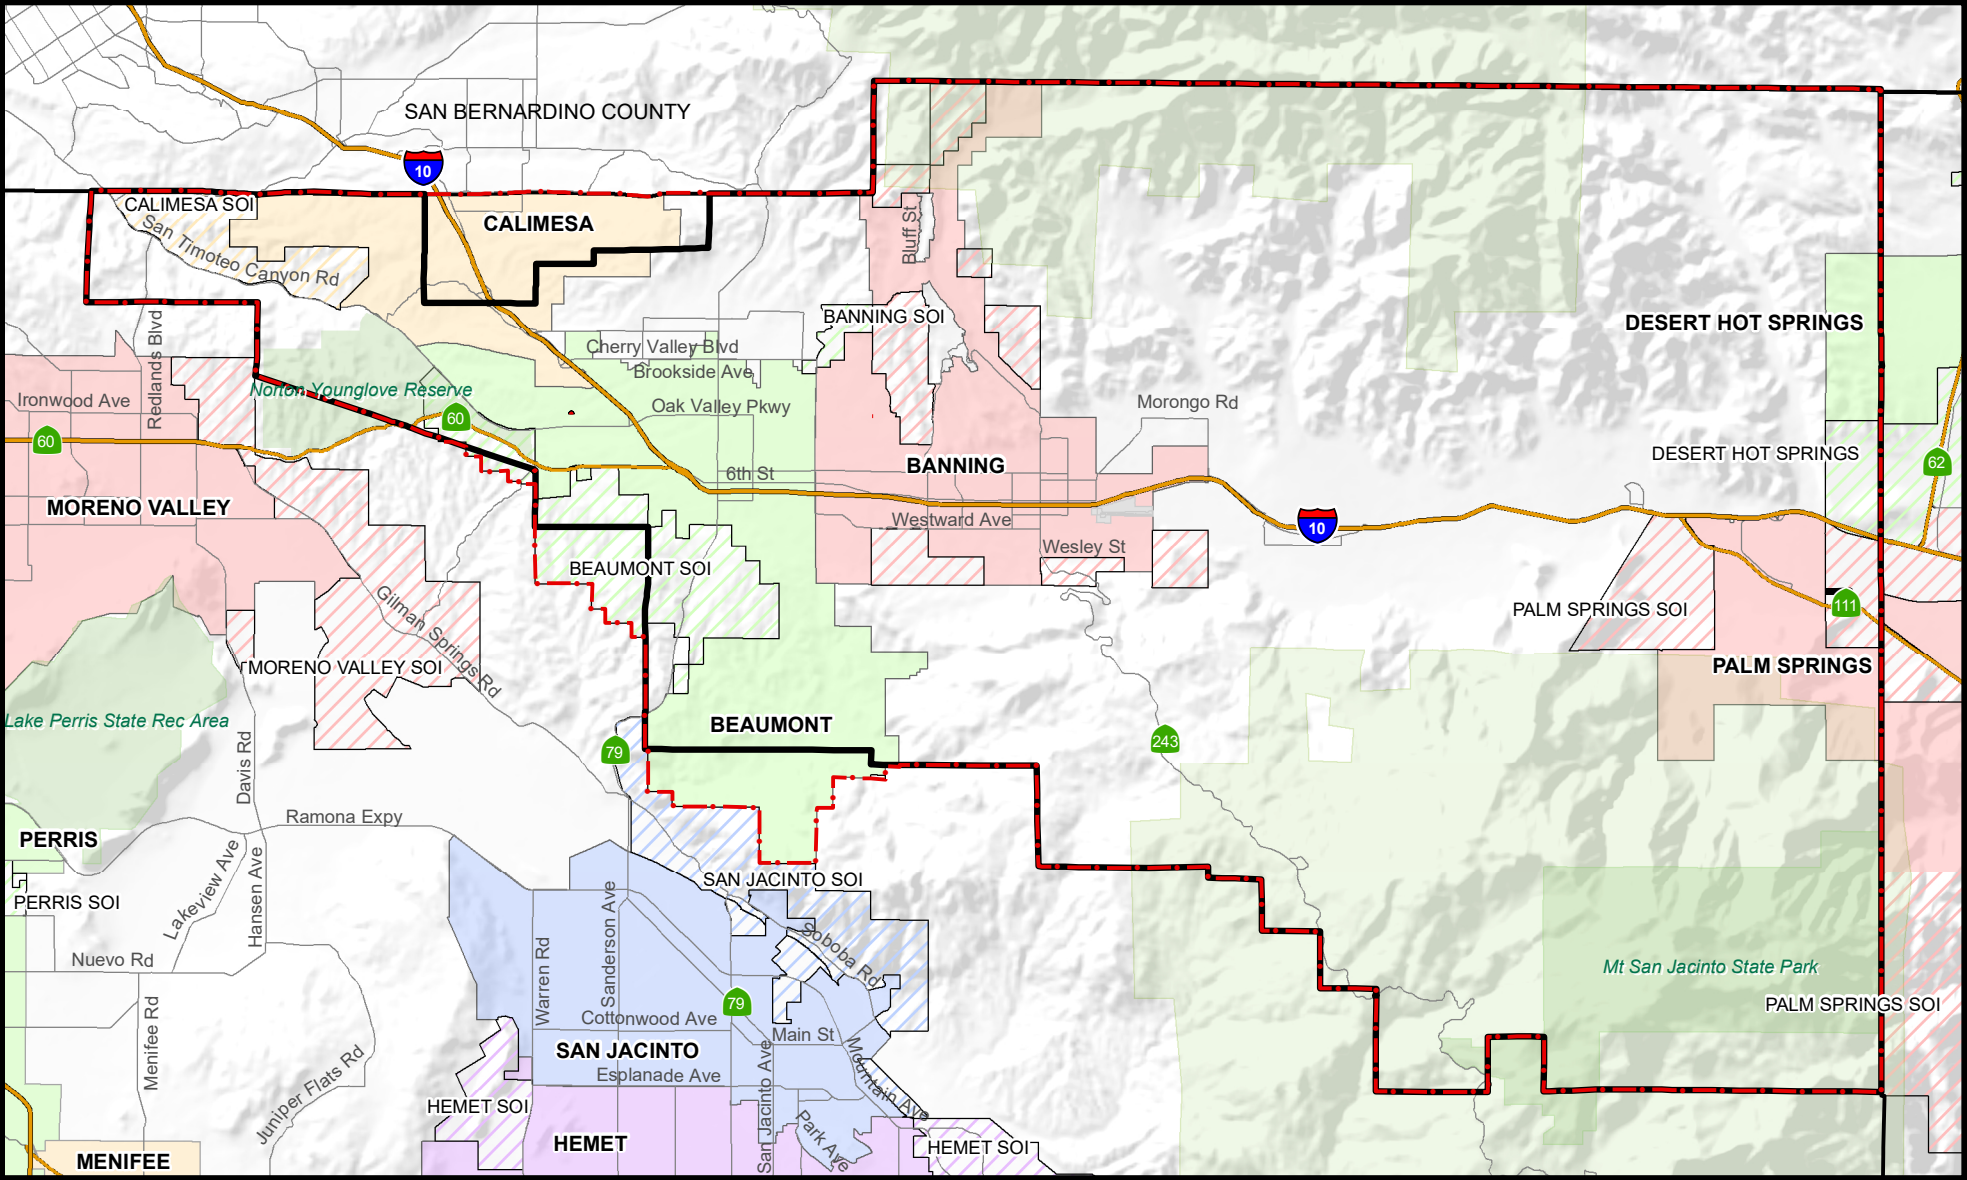 SAN BERNARDINO COUNTY
10
CALIMESA SOI
CALIMESA
San Timoteo Canyon Rd
Bluff St
BANNING SOI
DESERT HOT SPRINGS
Redlands Blvd
Cherry Valley Blvd
Brookside Ave
Norton Younglove Reserve
Ironwood Ave
Oak Valley Pkwy
Morongo Rd
60
60
DESERT HOT SPRINGS
62
6th St
BANNING
MORENO VALLEY
Westward Ave
10
Wesley St
BEAUMONT SOI
Gilman Springs Rd
PALM SPRINGS SOI
111
MORENO VALLEY SOI
PALM SPRINGS
Lake Perris State Rec Area
BEAUMONT
79
243
Davis Rd
Ramona Expy
PERRIS
Lakeview Ave
Hansen Ave
SAN JACINTO SOI
PERRIS SOI
Sanderson Ave
Warren Rd
Soboba Rd
Nuevo Rd
Mt San Jacinto State Park
79
PALM SPRINGS SOI
Cottonwood Ave
Main St
Menifee Rd
SAN JACINTO
Esplanade Ave
San Jacinto Ave
Mountain Ave
Juniper Flats Rd
HEMET SOI
Park Ave
HEMET
HEMET SOI
MENIFEE